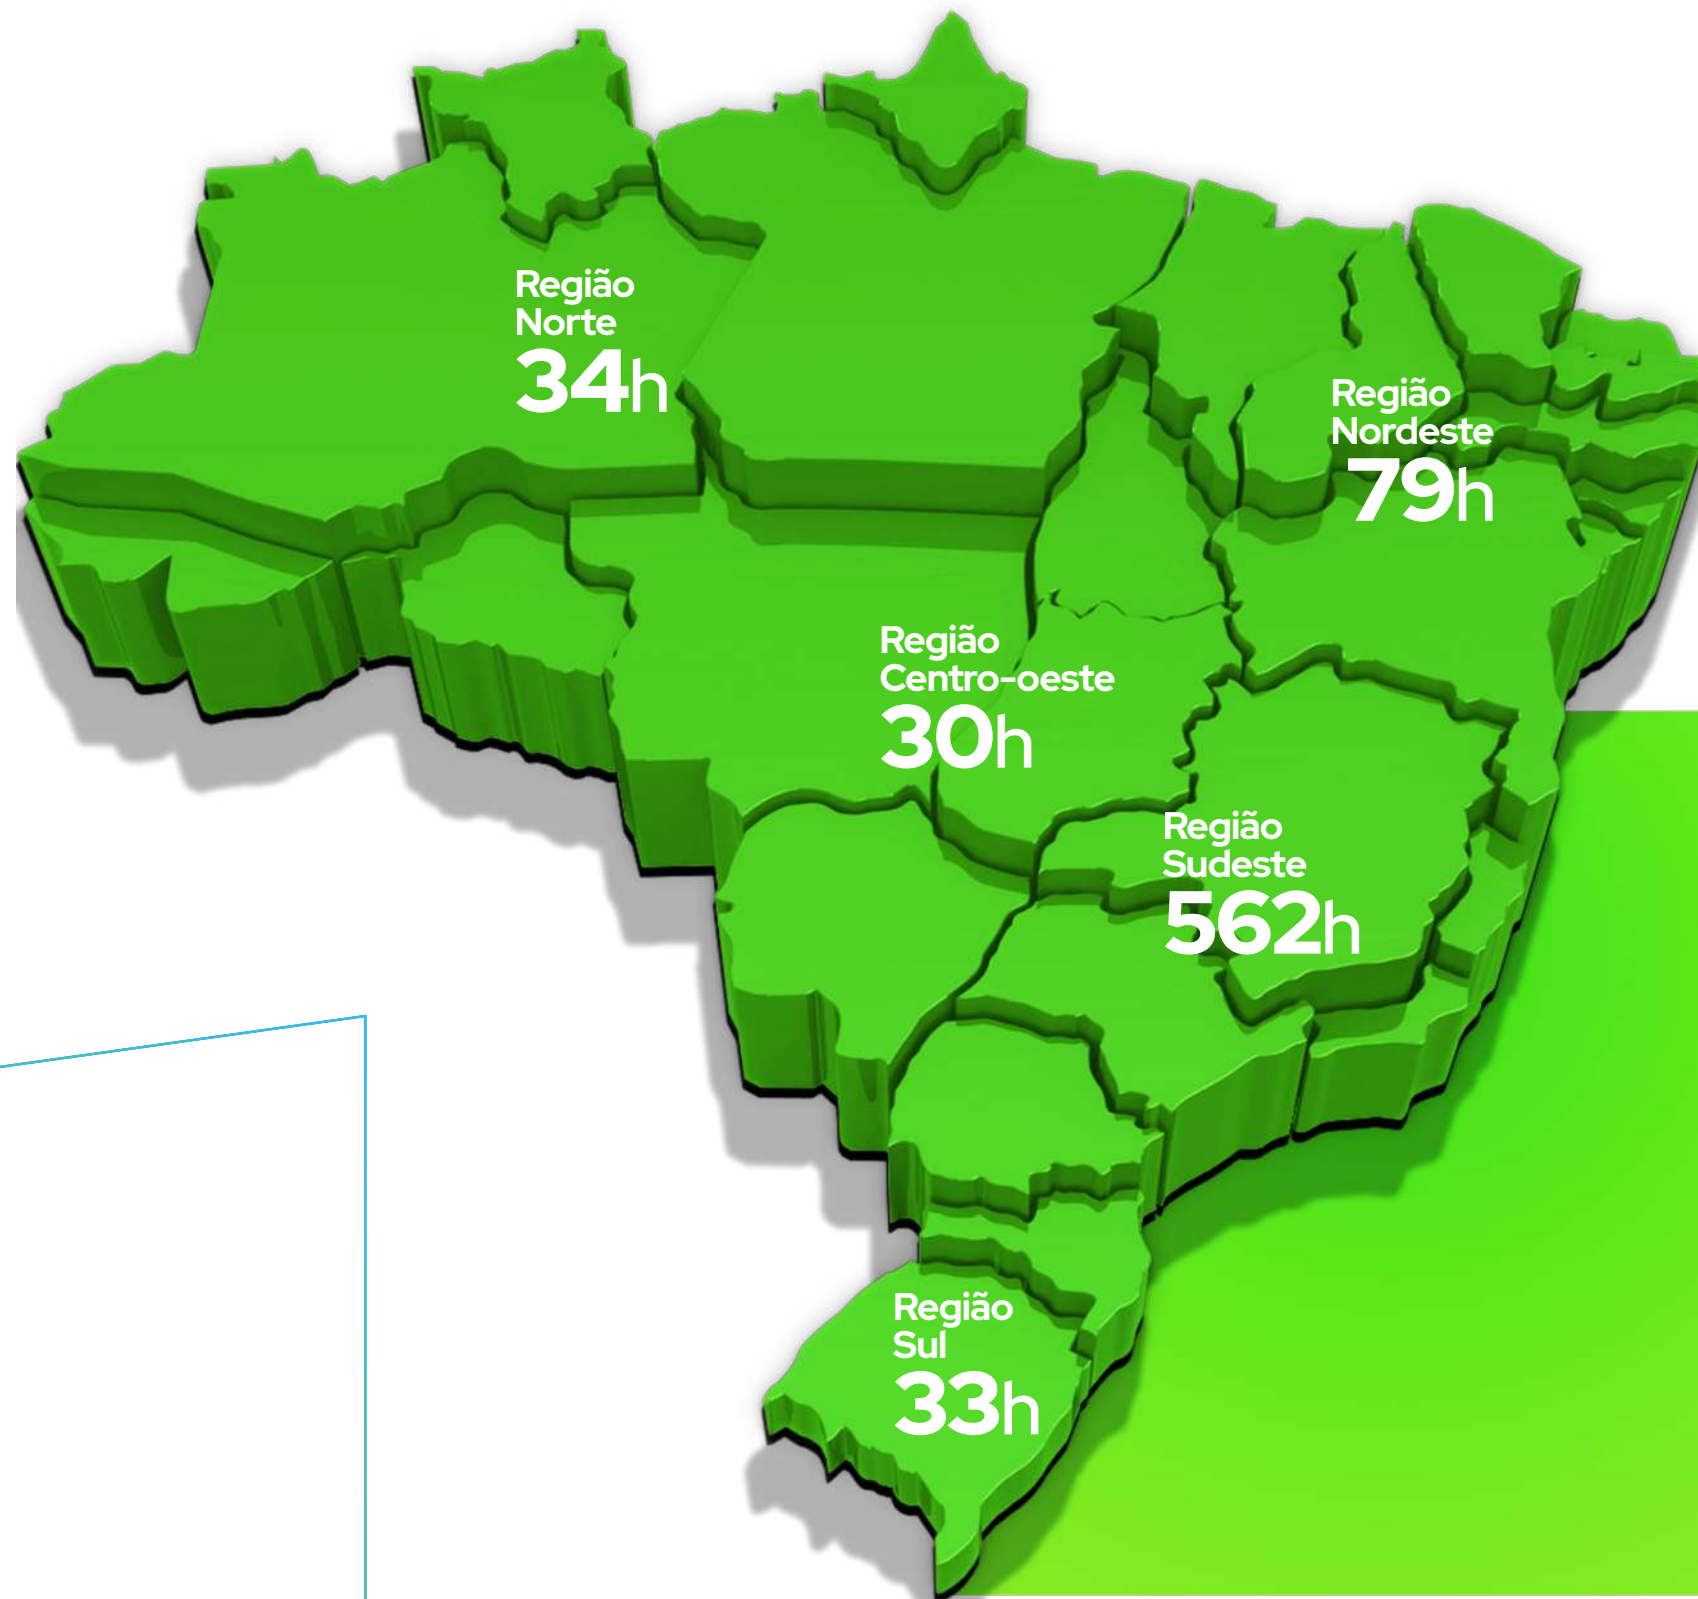 Região
Norte
34h
Região
Nordeste
79h
Região
Centro-oeste
30h
Região
Sudeste
562h
Região
Sul
33h